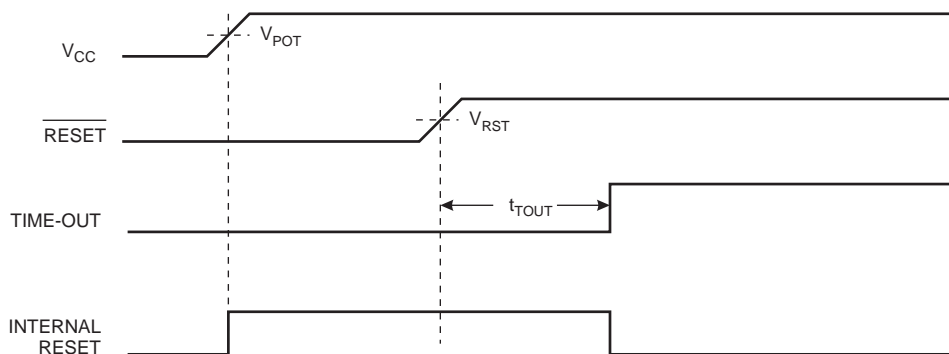 V_POT
V_CC
RESET
V_RST
t_TOUT
TIME-OUT
INTERNAL
RESET